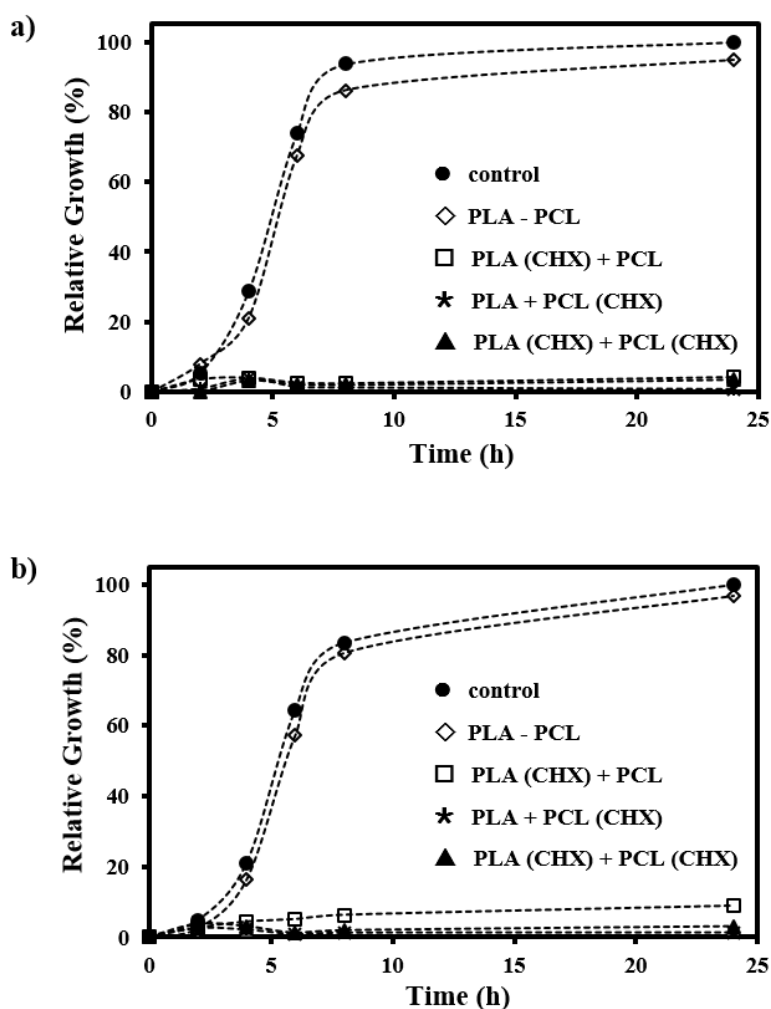 a)
Relative Growth (%)
100
80
60
40
20
0
control
PLA - PCL
PLA (CHX) + PCL
PLA + PCL (CHX)
PLA (CHX) + PCL (CHX)
0 5 10 15 20 25
Time (h)
b)
Relative Growth (%)
100
80
60
40
20
0
control
PLA - PCL
PLA (CHX) + PCL
PLA + PCL (CHX)
PLA (CHX) + PCL (CHX)
0 5 10 15 20 25
Time (h)